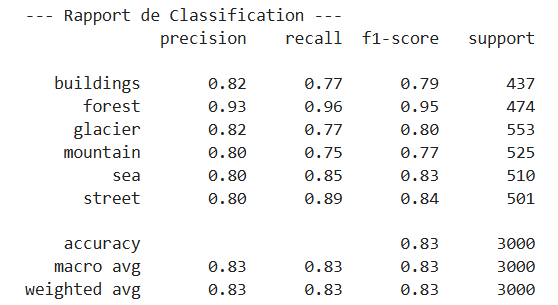 --- Rapport de Classification ---
precision recall f1-score support
buildings 0.82 0.77 0.79 437
forest 0.93 0.96 0.95 474
glacier 0.82 0.77 0.80 553
mountain 0.80 0.75 0.77 525
sea 0.80 0.85 0.83 510
street 0.80 0.89 0.84 501
accuracy 0.83 3000
macro avg 0.83 0.83 0.83 3000
weighted avg 0.83 0.83 0.83 3000